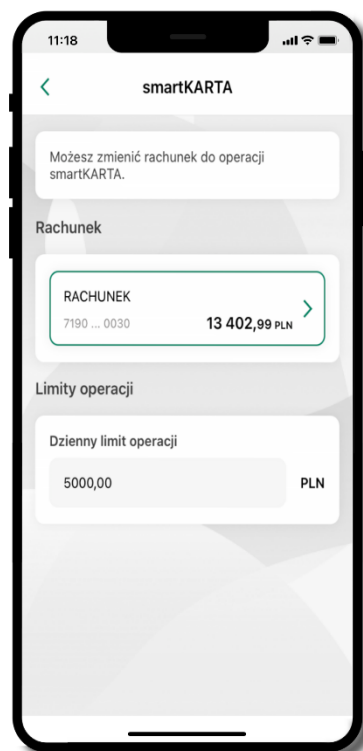 11:18
smartKARTA
Możesz zmienić rachunek do operacji
smartKARTA.
Rachunek
RACHUNEK
7190 ... 0030
13 402,99 PLN
Limity operacji
Dzienny limit operacji
5000,00
PLN